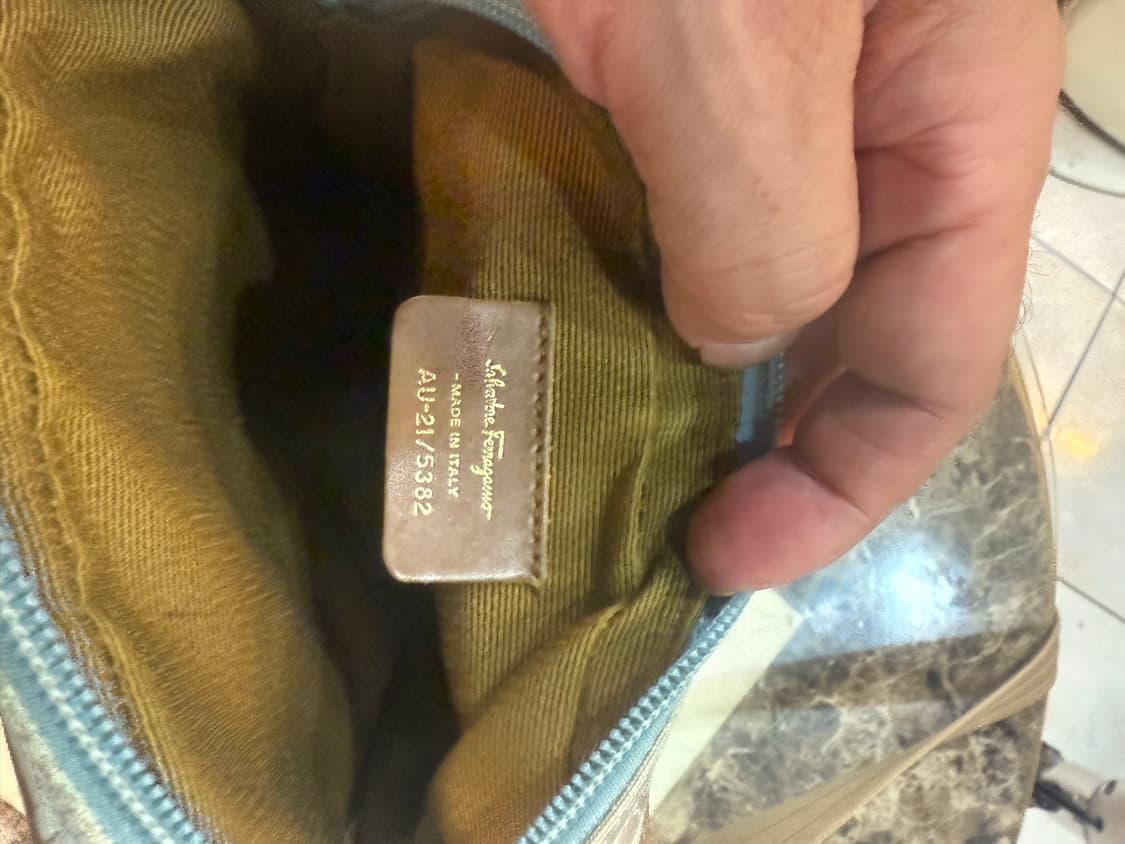 Salvatore Ferragamo
-MADE IN ITALY
AU-21/5382